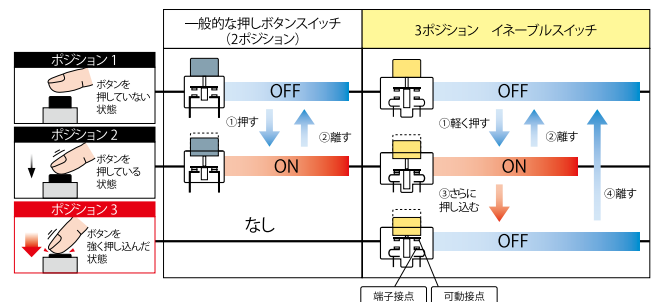 一般的な押しボタンスイッチ
(2ポジション)
3ポジション イネーブルスイッチ
ポジション 1
ボタンを
押していない
状態
OFF
OFF
①押す
②離す
①軽く押す
②離す
ポジション 2
ボタンを
押している
状態
ON
ON
③さらに
押し込む
④離す
ポジション 3
ボタンを
強く押し込んだ
状態
なし
OFF
端子接点
可動接点